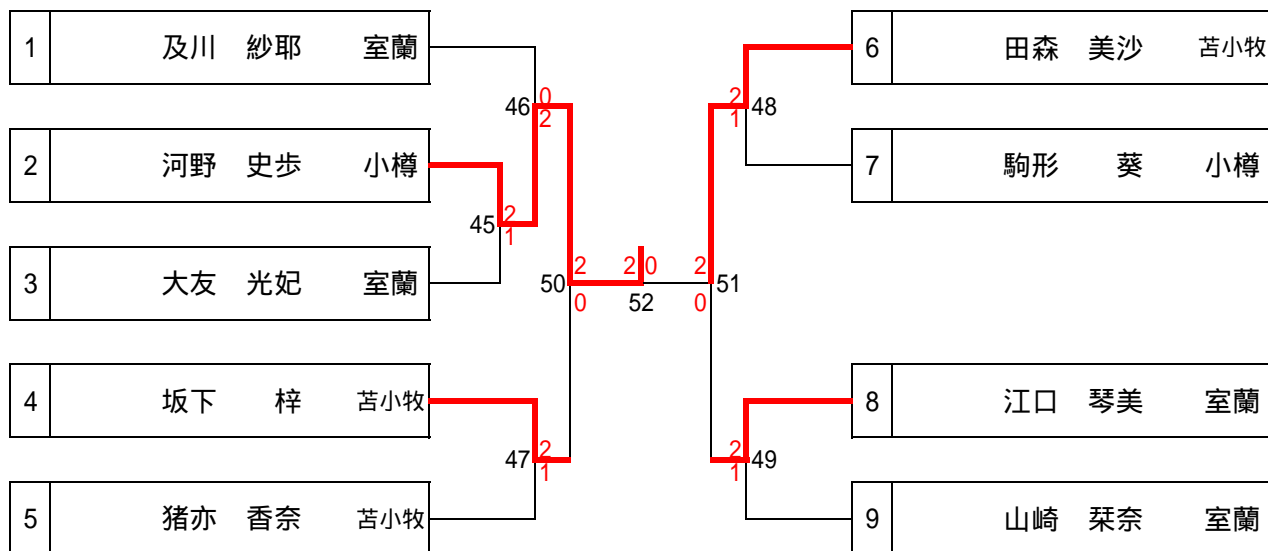 1 及川 紗耶 室蘭
2 河野 史歩 小樽
3 大友 光妃 室蘭
4 坂下 梓 苫小牧
5 猪亦 香奈 苫小牧
46 0
2
45 2
1
50 2
0
47 2
1
2 0
52
6 田森 美沙 苫小牧
7 駒形 葵 小樽
8 江口 琴美 室蘭
9 山崎 栞奈 室蘭
2 48
1
2 51
0
2 49
1